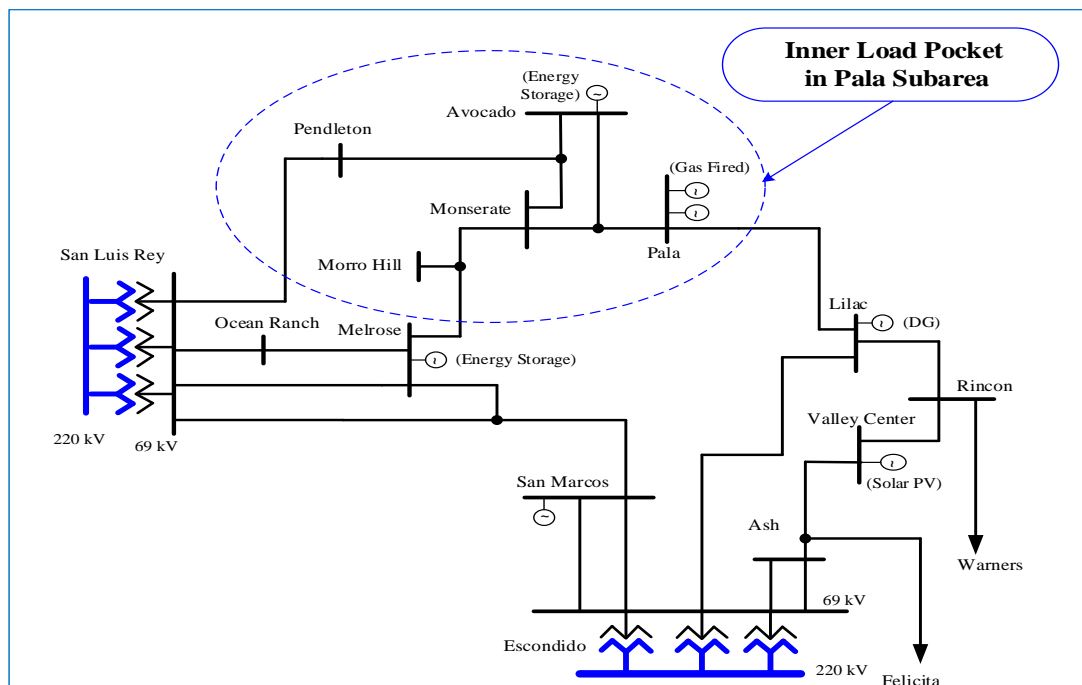 Inner Load Pocket
in Pala Subarea
(Energy
Storage)
Avocado
Pendleton
(Gas Fired)
Monserate
Pala
San Luis Rey
Morro Hill
Lilac
(DG)
Ocean Ranch
Melrose
(Energy Storage)
Rincon
Valley Center
220 kV
69 kV
(Solar PV)
San Marcos
Ash
Warners
69 kV
Escondido
220 kV
Felicita